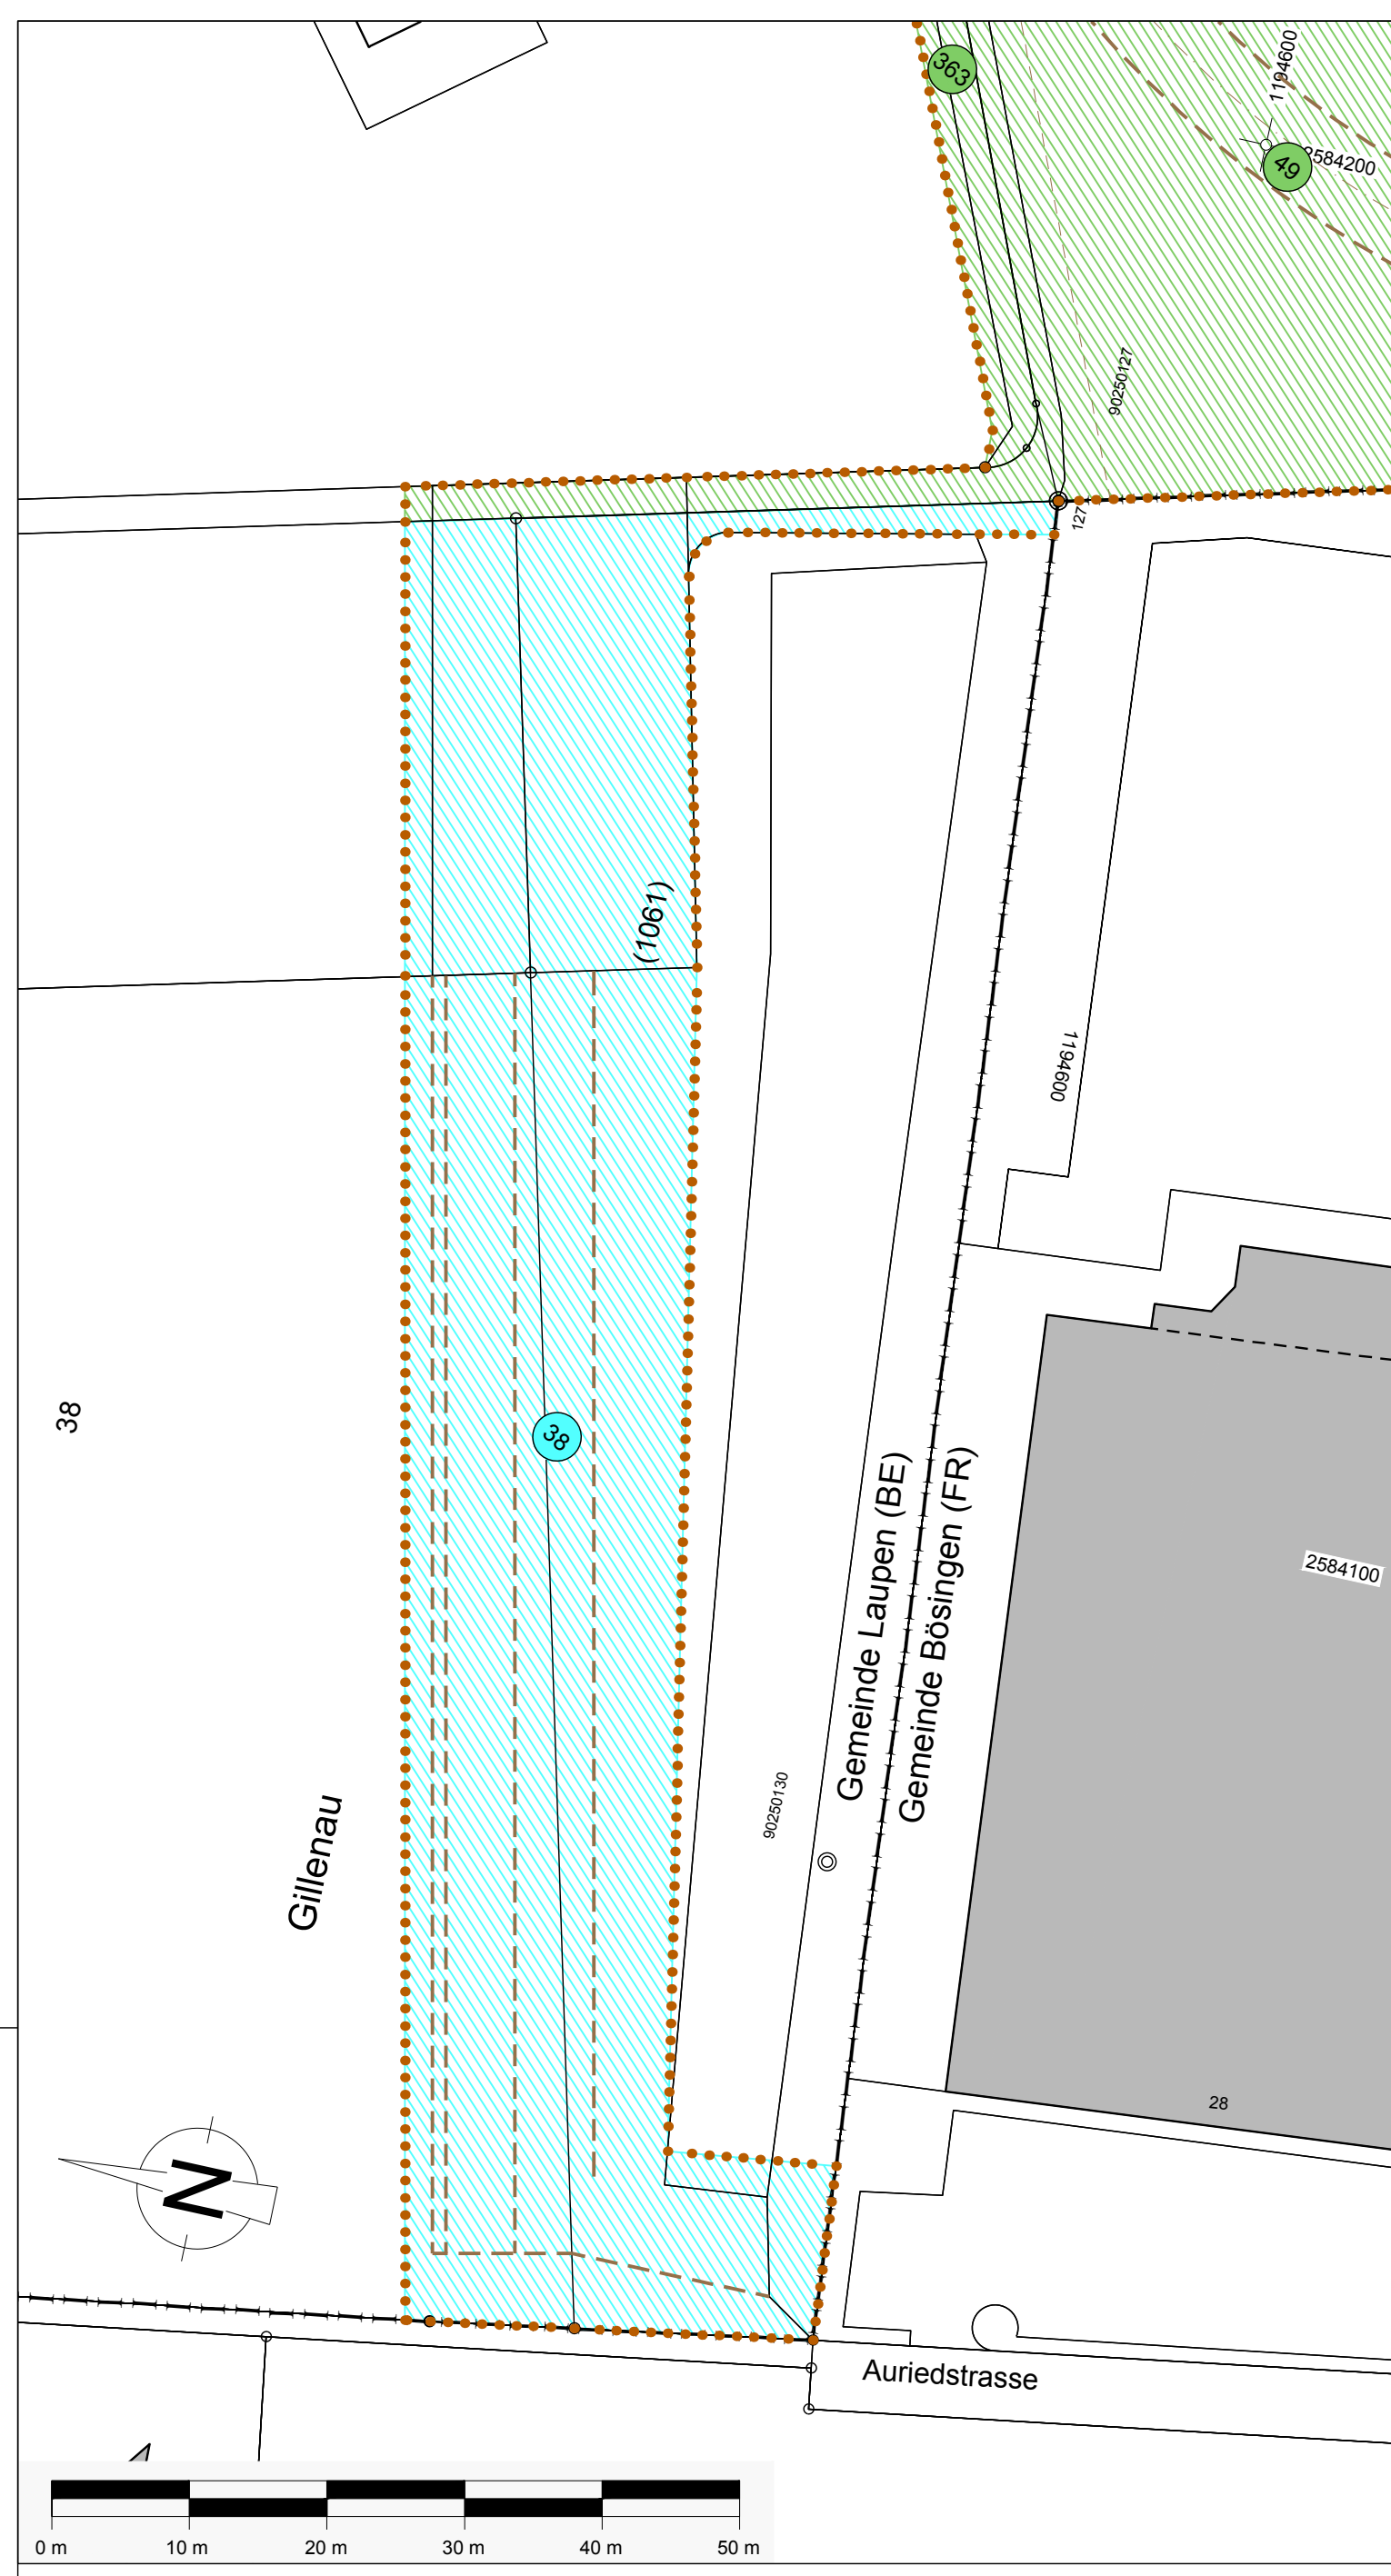 363
1194600
49
2584200
90250127
127
(1061)
1194600
38
38
Gemeinde Laupen (BE)
Gemeinde Bösingen (FR)
2584100
90250130
Gillenau
28
N
Auriedstrasse
0 m 10 m 20 m 30 m 40 m 50 m